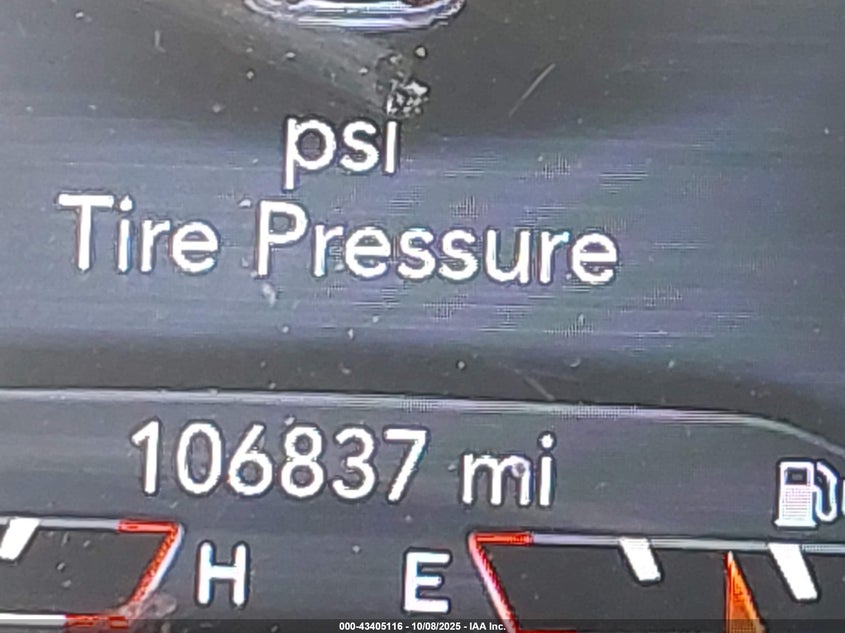 psi
Tire Pressure
106837 mi
H E
000-43405116 - 10/08/2025 - IAA Inc.